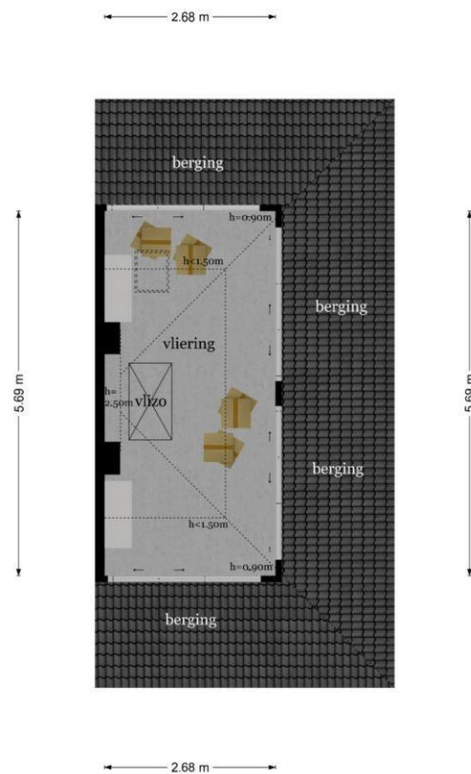 2.68 m
berging
h=0.90m
h<1.50m
berging
vliering
5.69 m
5.69 m
h=
2.50m
vlizo
berging
h<1.50m
h=0.90m
berging
2.68 m